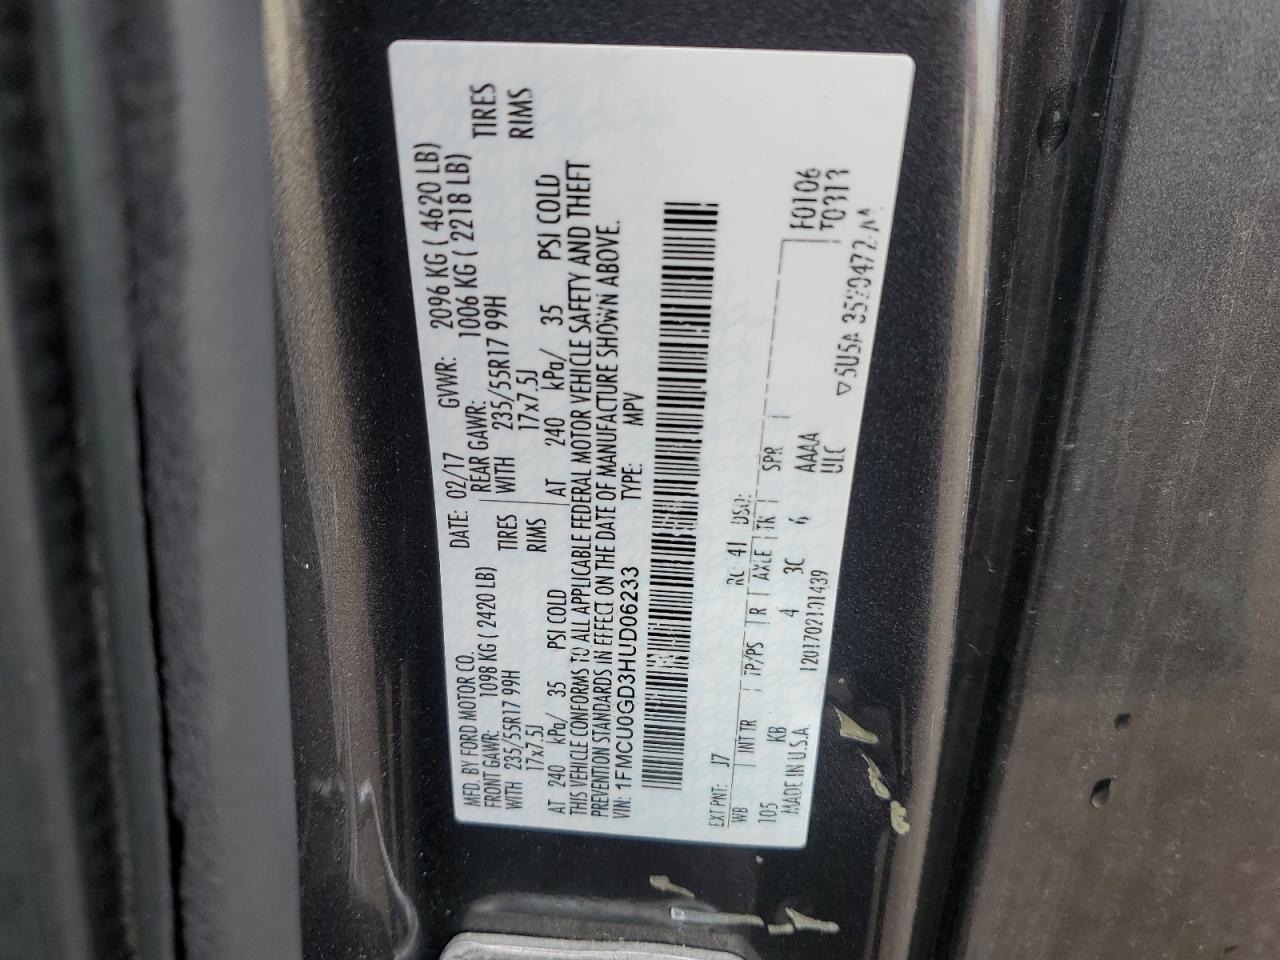 MFD. BY FORD MOTOR CO.
DATE: 02/17 GVWR: 2096 KG ( 4620 LB)
FRONT GAWR: 1098 KG ( 2420 LB) REAR GAWR: 1006 KG ( 2218 LB)
WITH 235/55R17 99H TIRES WITH 235/55R17 99H TIRES
17x7.5J RIMS 17x7.5J RIMS
AT 240 kPa/ 35 PSI COLD AT 240 kPa/ 35 PSI COLD
THIS VEHICLE CONFORMS TO ALL APPLICABLE FEDERAL MOTOR VEHICLE SAFETY AND THEFT
PREVENTION STANDARDS IN EFFECT ON THE DATE OF MANUFACTURE SHOWN ABOVE.
VIN: 1FMCU0GD3HUD06233 TYPE: MPV
EXT PNT: J7 RC: 41 DSO:
WB INT TR TP/PS R AXLE TK SPR
105 KB 4 3C 6 AAAA
F0106
MADE IN U.S.A. ULC
T0313